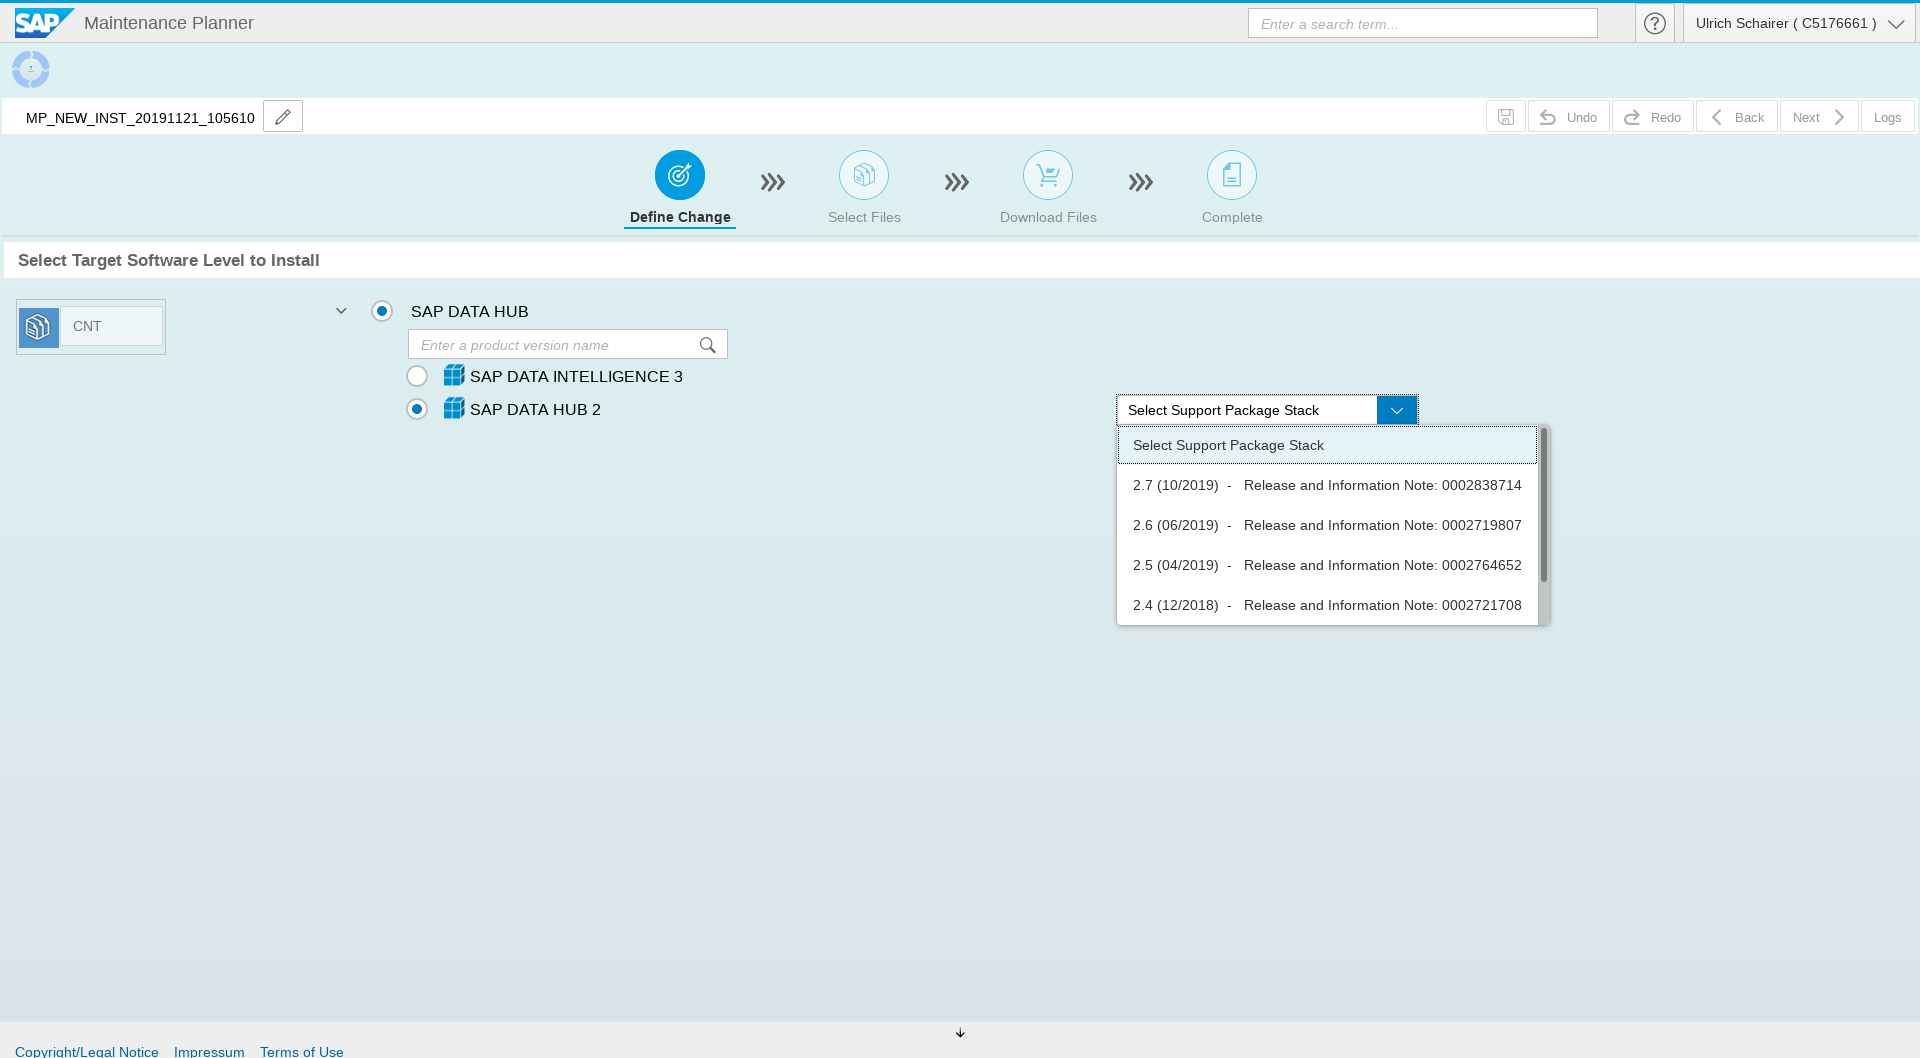 SAP Maintenance Planner
Enter a search term...
Ulrich Schairer ( C5176661 )
MP_NEW_INST_20191121_105610
Undo
Redo
Back
Next
Logs
Define Change
Select Files
Download Files
Complete
Select Target Software Level to Install
CNT
SAP DATA HUB
Enter a product version name
SAP DATA INTELLIGENCE 3
SAP DATA HUB 2
Select Support Package Stack
Select Support Package Stack
2.7 (10/2019) - Release and Information Note: 0002838714
2.6 (06/2019) - Release and Information Note: 0002719807
2.5 (04/2019) - Release and Information Note: 0002764652
2.4 (12/2018) - Release and Information Note: 0002721708
Copyright/Legal Notice Impressum Terms of Use